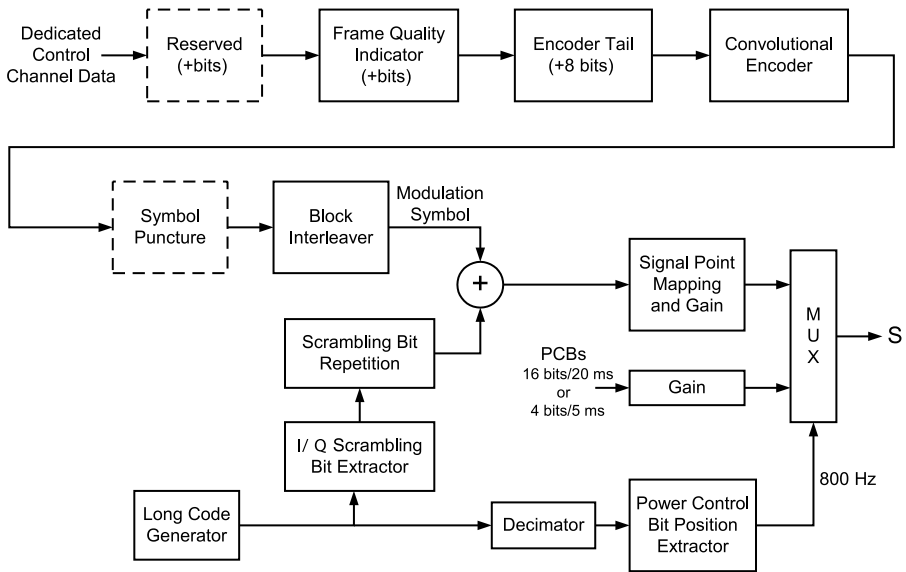 Dedicated
Control
Channel Data
Reserved
(+bits)
Frame Quality
Indicator
(+bits)
Encoder Tail
(+8 bits)
Convolutional
Encoder
Symbol
Puncture
Block
Interleaver
Modulation
Symbol
+
Signal Point
Mapping
and Gain
M
U
X
S
Scrambling Bit
Repetition
PCBs
16 bits/20 ms
or
4 bits/5 ms
Gain
I/ Q Scrambling
Bit Extractor
800 Hz
Long Code
Generator
Decimator
Power Control
Bit Position
Extractor